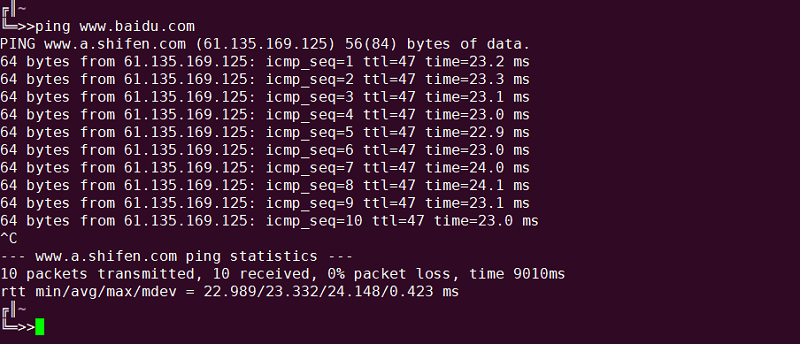 ╔║~
╚═>>ping www.baidu.com
PING www.a.shifen.com (61.135.169.125) 56(84) bytes of data.
64 bytes from 61.135.169.125: icmp_seq=1 ttl=47 time=23.2 ms
64 bytes from 61.135.169.125: icmp_seq=2 ttl=47 time=23.3 ms
64 bytes from 61.135.169.125: icmp_seq=3 ttl=47 time=23.1 ms
64 bytes from 61.135.169.125: icmp_seq=4 ttl=47 time=23.0 ms
64 bytes from 61.135.169.125: icmp_seq=5 ttl=47 time=22.9 ms
64 bytes from 61.135.169.125: icmp_seq=6 ttl=47 time=23.0 ms
64 bytes from 61.135.169.125: icmp_seq=7 ttl=47 time=24.0 ms
64 bytes from 61.135.169.125: icmp_seq=8 ttl=47 time=24.1 ms
64 bytes from 61.135.169.125: icmp_seq=9 ttl=47 time=23.1 ms
64 bytes from 61.135.169.125: icmp_seq=10 ttl=47 time=23.0 ms
^C
--- www.a.shifen.com ping statistics ---
10 packets transmitted, 10 received, 0% packet loss, time 9010ms
rtt min/avg/max/mdev = 22.989/23.332/24.148/0.423 ms
╔║~
╚═>>